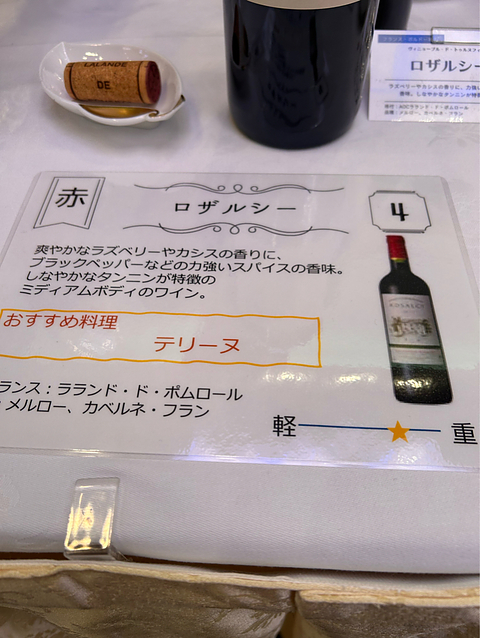 LALANDE
DE
ロザルシー
赤
ロザルシー
4
爽やかなラズベリーやカシスの香りに、
ブラックペッパーなどの力強いスパイスの香味。
しなやかなタンニンが特徴の
ミディアムボディのワイン。
おすすめ料理
テリーヌ
ランス：ラランド・ド・ポムロール
メルロー、カベルネ・フラン
軽
重